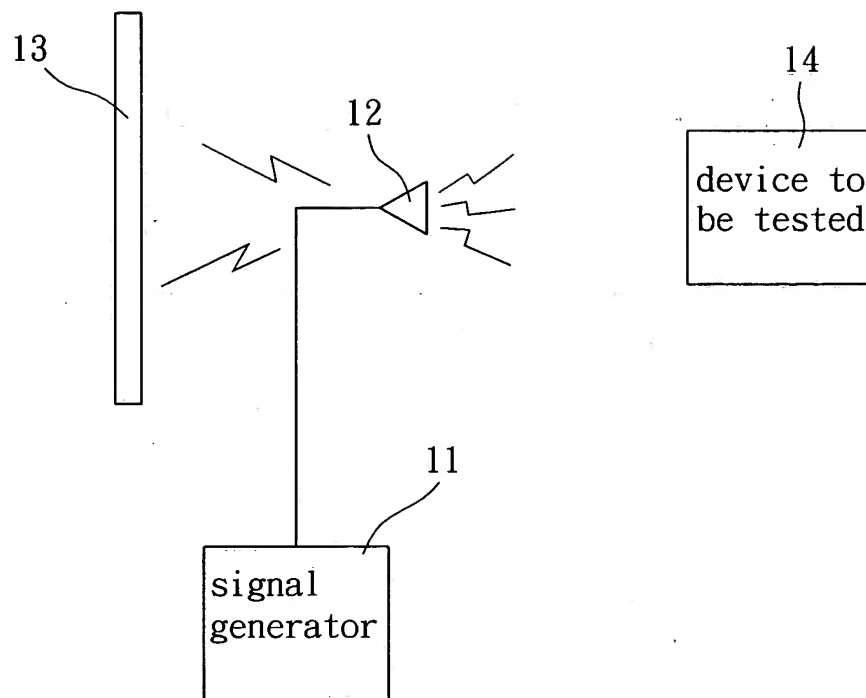 13
12
14
device to
be tested
11
signal
generator